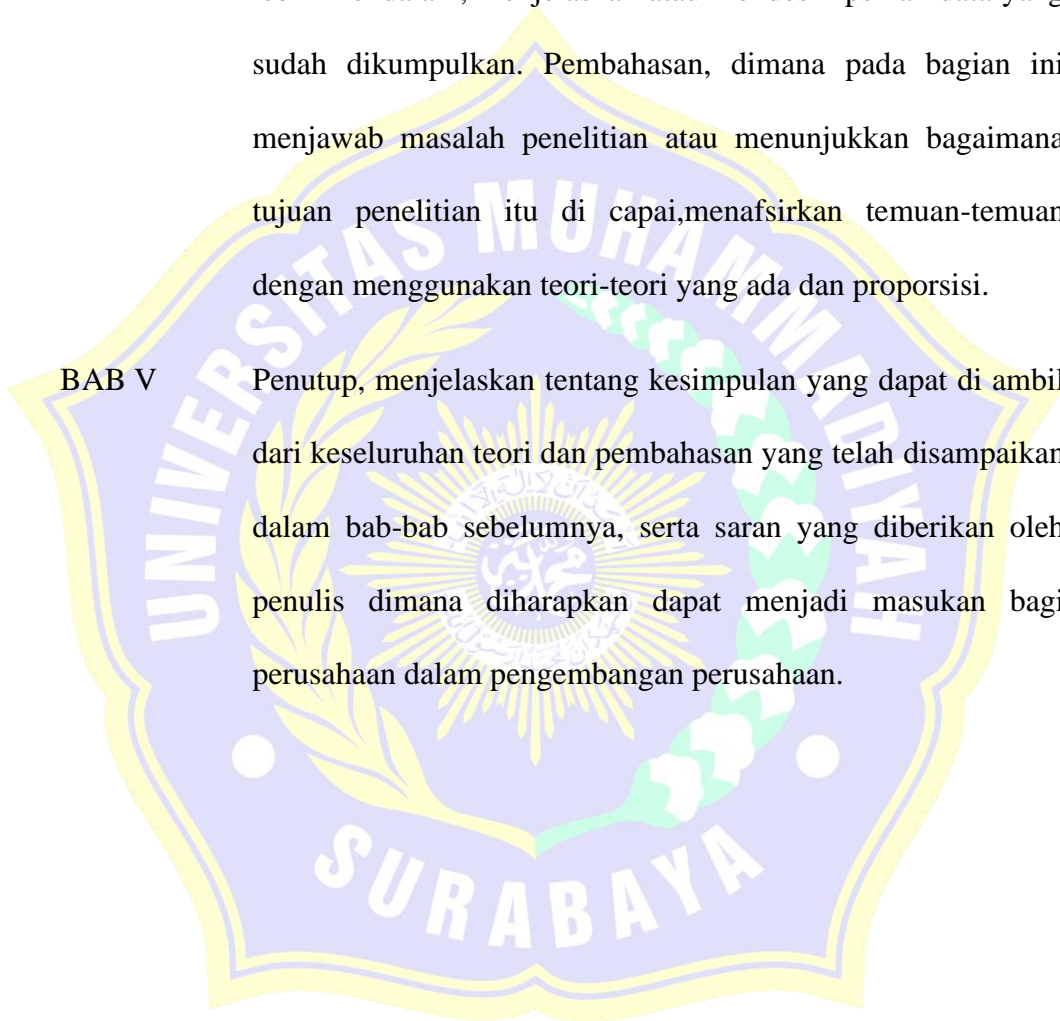 sudah dikumpulkan. Pembahasan, dimana pada bagian ini
menjawab masalah penelitian atau menunjukkan bagaimana
tujuan penelitian itu di capai,menafsirkan temuan-temuan
dengan menggunakan teori-teori yang ada dan proporsisi.
BAB V Penutup, menjelaskan tentang kesimpulan yang dapat di ambil
dari keseluruhan teori dan pembahasan yang telah disampaikan
dalam bab-bab sebelumnya, serta saran yang diberikan oleh
penulis dimana diharapkan dapat menjadi masukan bagi
perusahaan dalam pengembangan perusahaan.
UNIVERSITAS MUHAMMADIYAH
SURABAYA